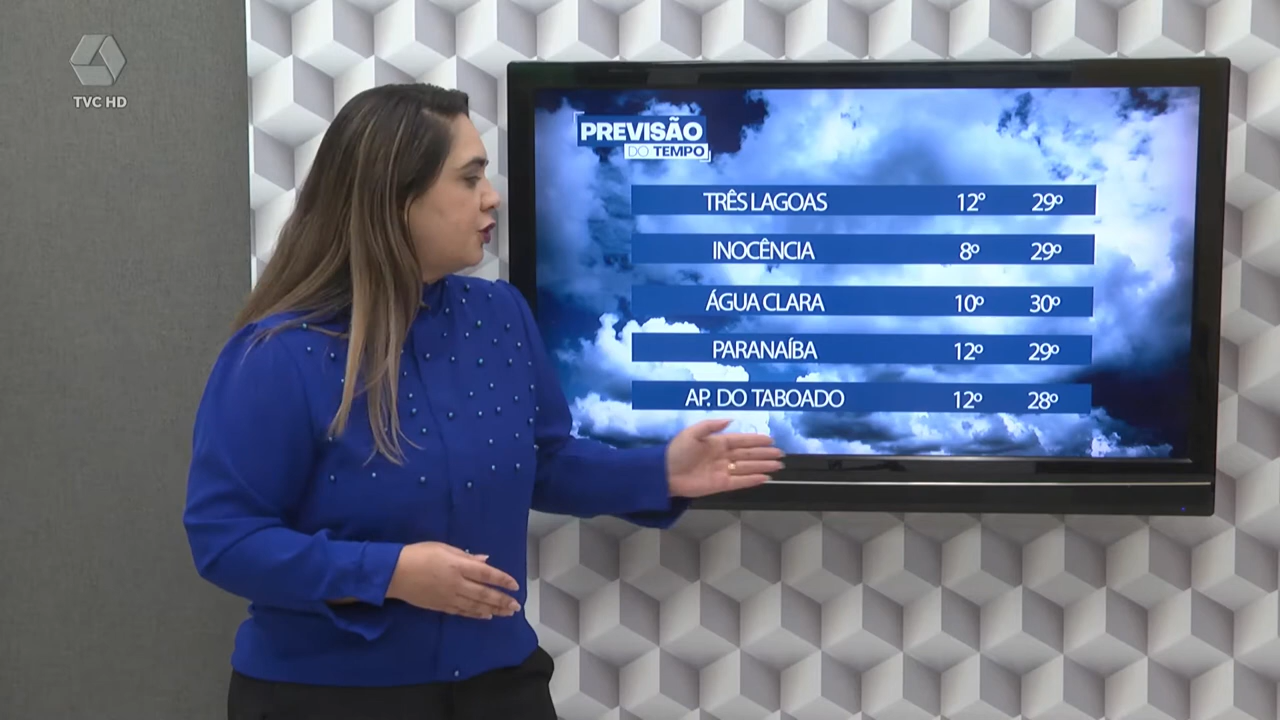 TVC HD
PREVISÃO
DO TEMPO
TRÊS LAGOAS 12º 29º
INOCÊNCIA 8º 29º
ÁGUA CLARA 10º 30º
PARANAÍBA 12º 29º
AP. DO TABOADO 12º 28º